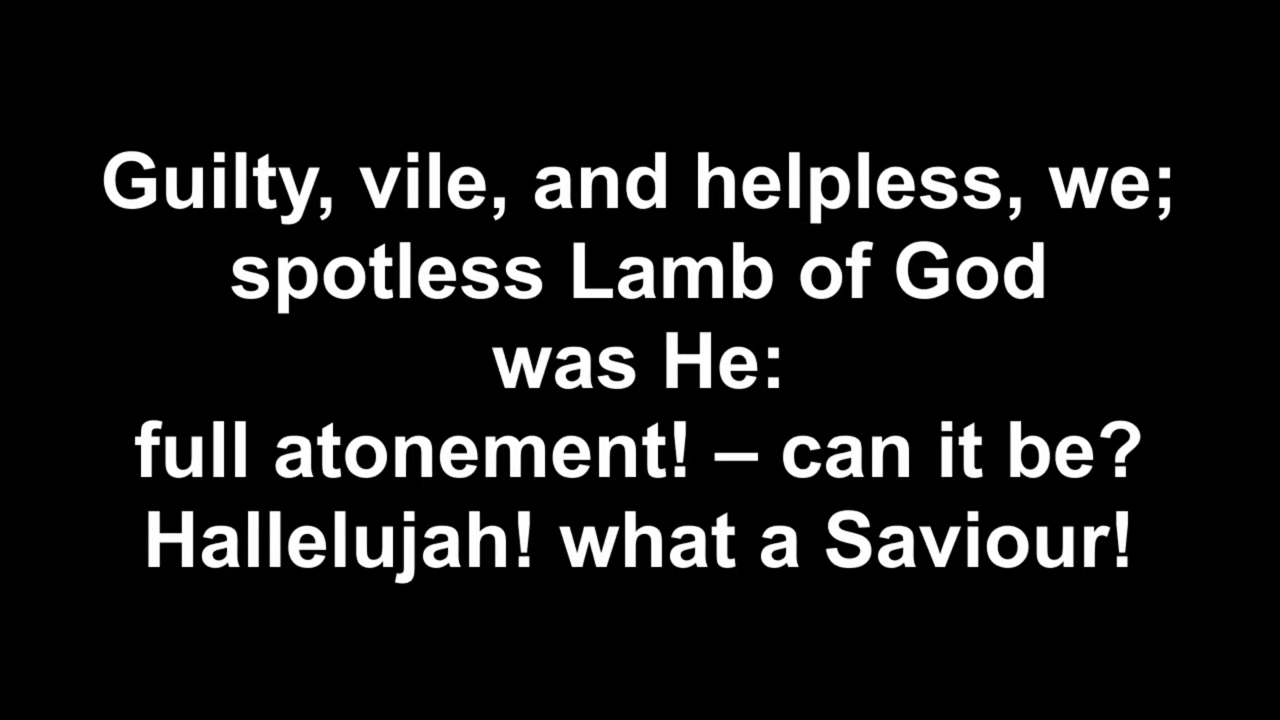 Guilty, vile, and helpless, we;
spotless Lamb of God
was He:
full atonement! – can it be?
Hallelujah! what a Saviour!